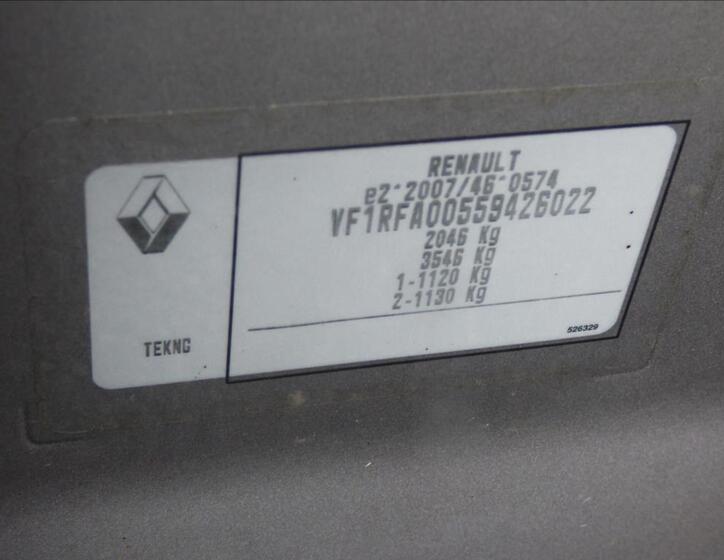 RENAULT
e2*2007/46*0574
VF1RFA00559426022
2046 Kg
3546 Kg
1-1120 Kg
2-1130 Kg
TEKNG
526329